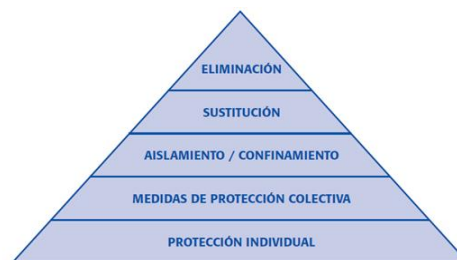 ELIMINACIÓN
SUSTITUCIÓN
AISLAMIENTO / CONFINAMIENTO
MEDIDAS DE PROTECCIÓN COLECTIVA
PROTECCIÓN INDIVIDUAL